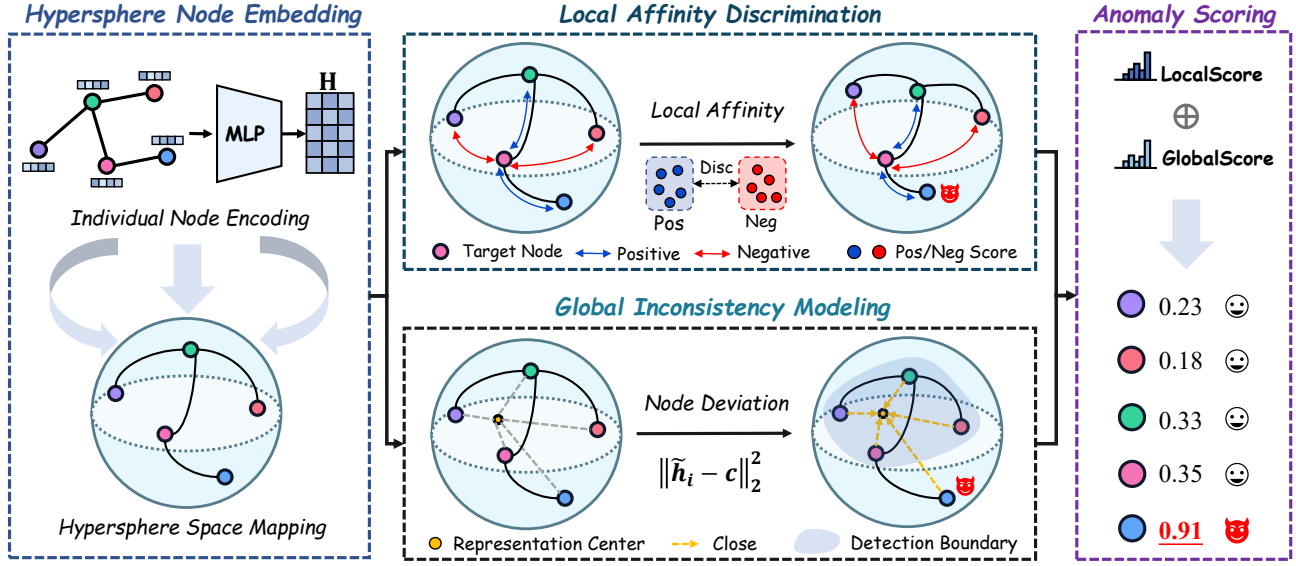 Hypersphere Node Embedding
H
MLP
Individual Node Encoding
Hypersphere Space Mapping
Local Affinity Discrimination
Local Affinity
Disc
Pos
Neg
Target Node
Positive
Negative
Pos/Neg Score
Global Inconsistency Modeling
Node Deviation
‖h̃ᵢ − c‖₂²
Representation Center
Close
Detection Boundary
Anomaly Scoring
LocalScore
⊕
GlobalScore
0.23
0.18
0.33
0.35
0.91